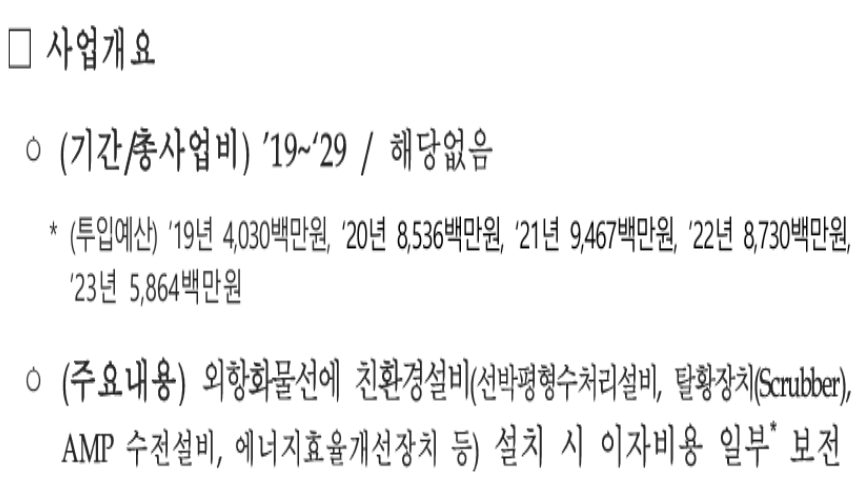 □ 사업개요
○ (기간/총사업비) '19~'29 / 해당없음
* (투입예산) '19년 4,030백만원, '20년 8,536백만원, '21년 9,467백만원, '22년 8,730백만원,
'23년 5,864백만원
○ (주요내용) 외항화물선에 친환경설비(선박평형수처리설비, 탈황장치(Scrubber),
AMP 수전설비, 에너지효율개선장치 등) 설치 시 이자비용 일부* 보전